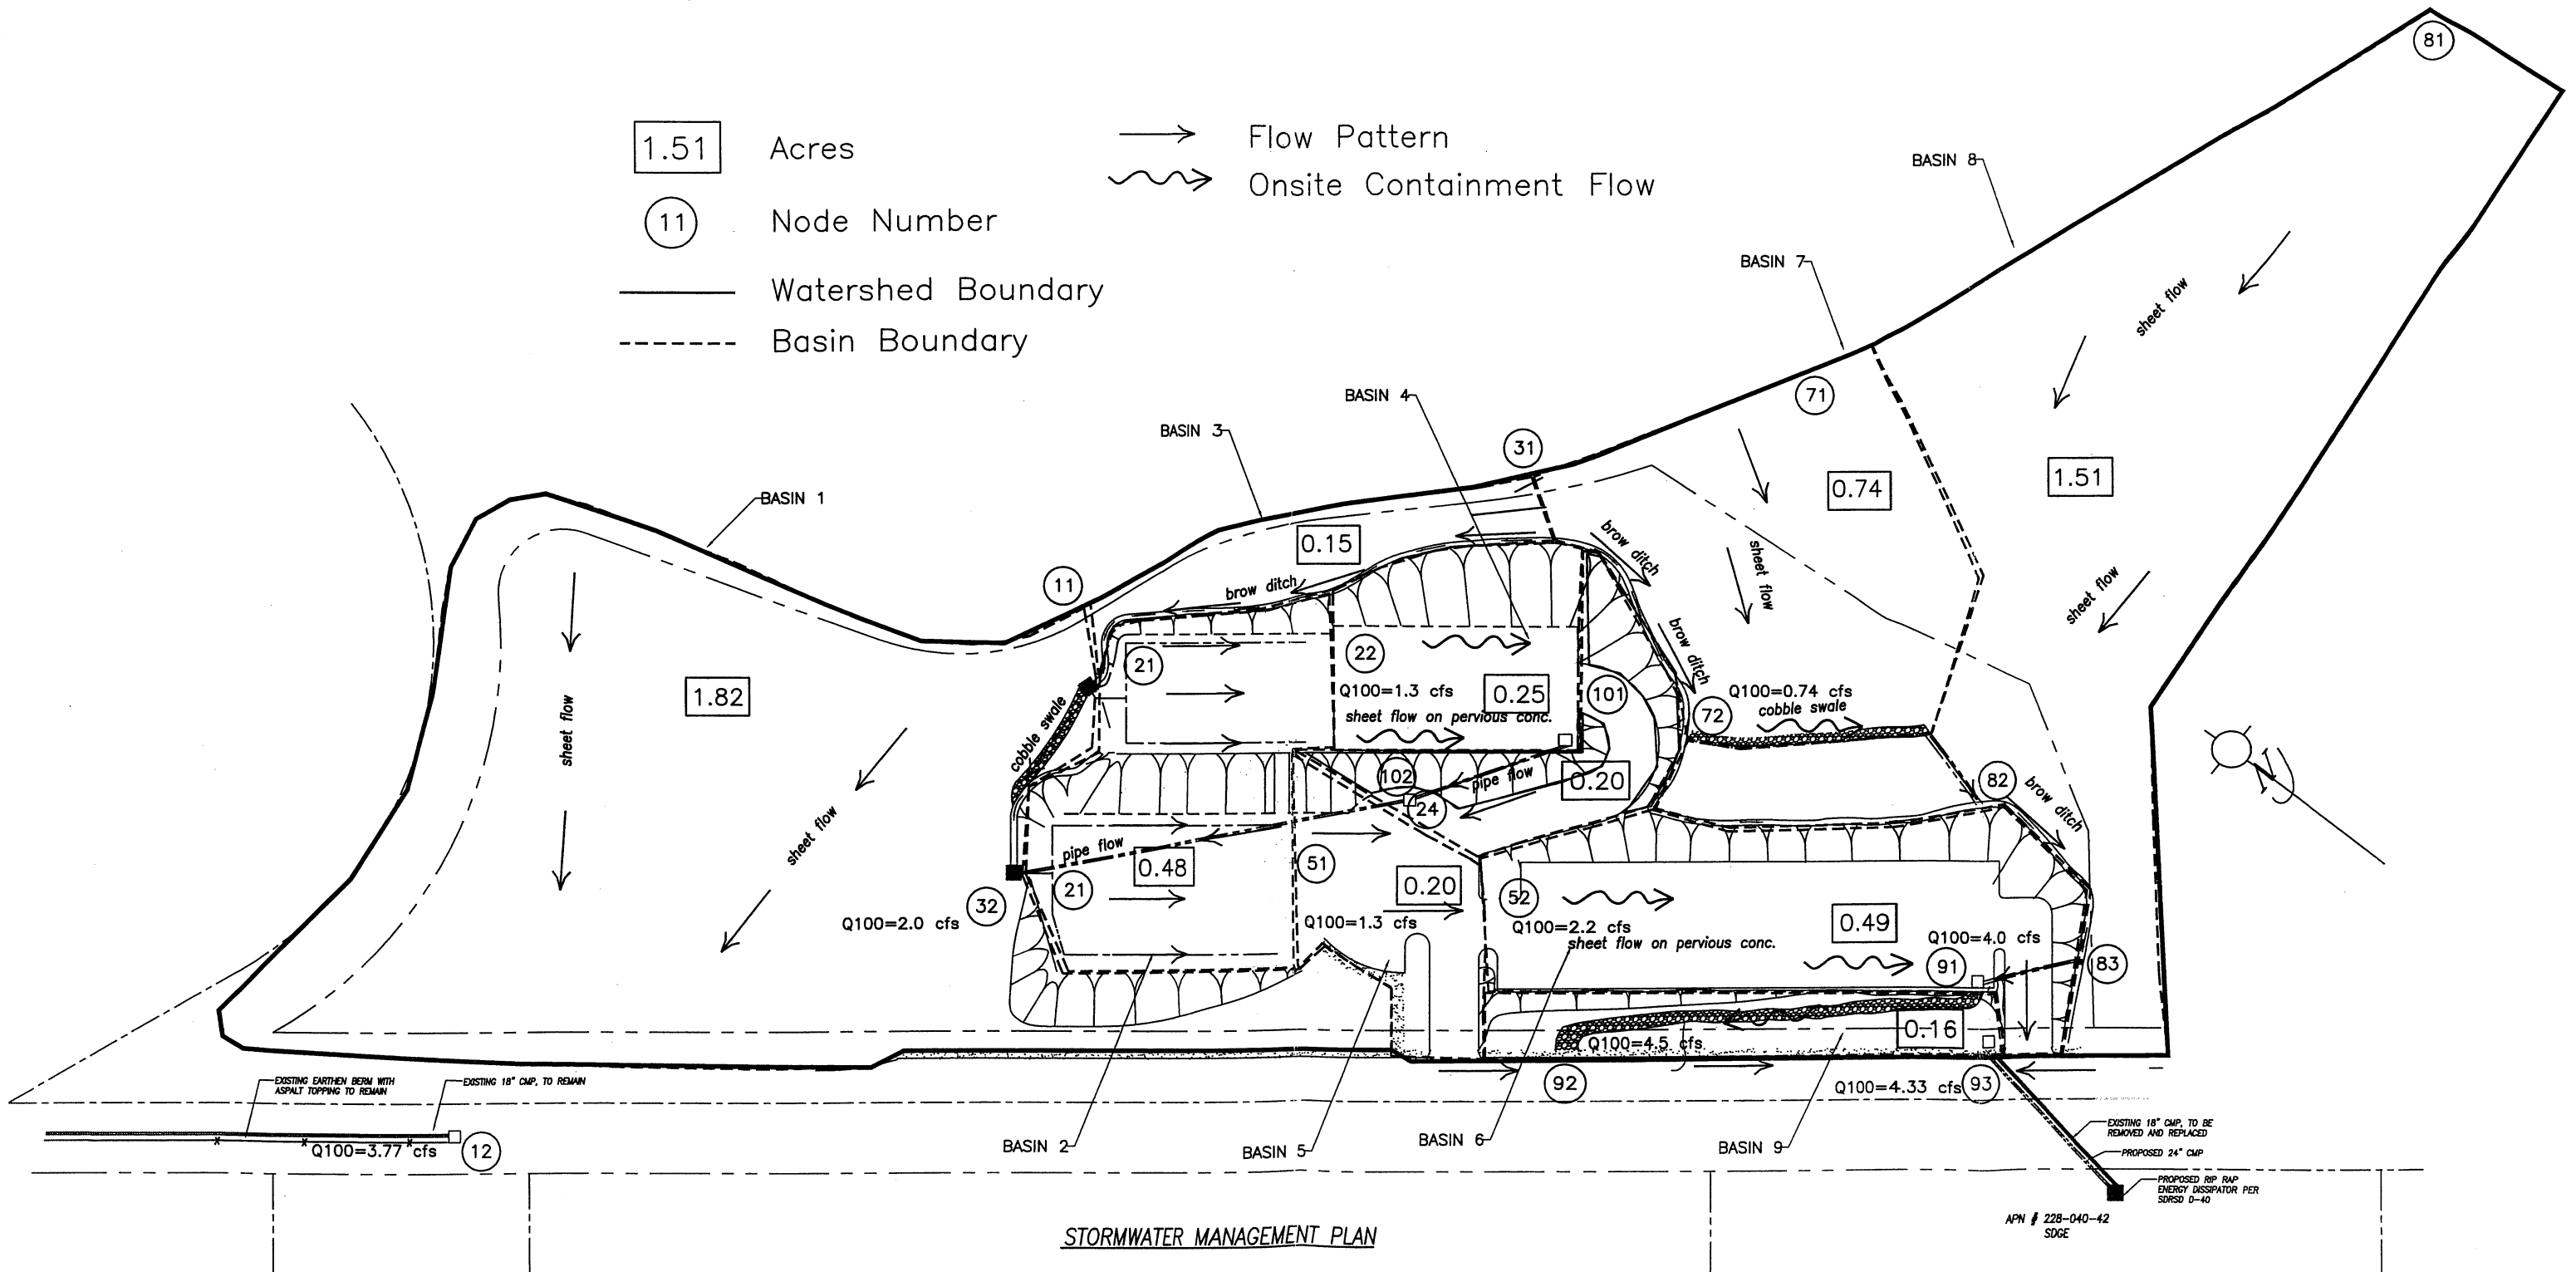 81
1.51 Acres
Flow Pattern
Onsite Containment Flow
11 Node Number
Watershed Boundary
Basin Boundary
BASIN 8
BASIN 7
sheet flow
71
BASIN 4
BASIN 3
31
0.74
1.51
BASIN 1
0.15
brow ditch
sheet flow
sheet flow
11
brow ditch
brow ditch
21
22
Q100=1.3 cfs
0.25
101
sheet flow on pervious conc.
72
Q100=0.74 cfs
cobble swale
1.82
sheet flow
cobble swale
102
pipe flow
0.20
24
82
brow ditch
sheet flow
pipe flow
0.48
51
0.20
52
21
32
Q100=2.0 cfs
Q100=1.3 cfs
Q100=2.2 cfs
sheet flow on pervious conc.
0.49
Q100=4.0 cfs
91
83
0.16
Q100=4.5 cfs
92
Q100=4.33 cfs
93
EXISTING EARTHEN BERM WITH
ASPALT TOPPING TO REMAIN
EXISTING 18" CMP, TO REMAIN
Q100=3.77 cfs
12
BASIN 2
BASIN 5
BASIN 6
BASIN 9
EXISTING 18" CMP, TO BE
REMOVED AND REPLACED
PROPOSED 24" CMP
PROPOSED RIP RAP
ENERGY DISSIPATOR PER
SDRSD D-40
APN # 228-040-42
SDGE
N
STORMWATER MANAGEMENT PLAN